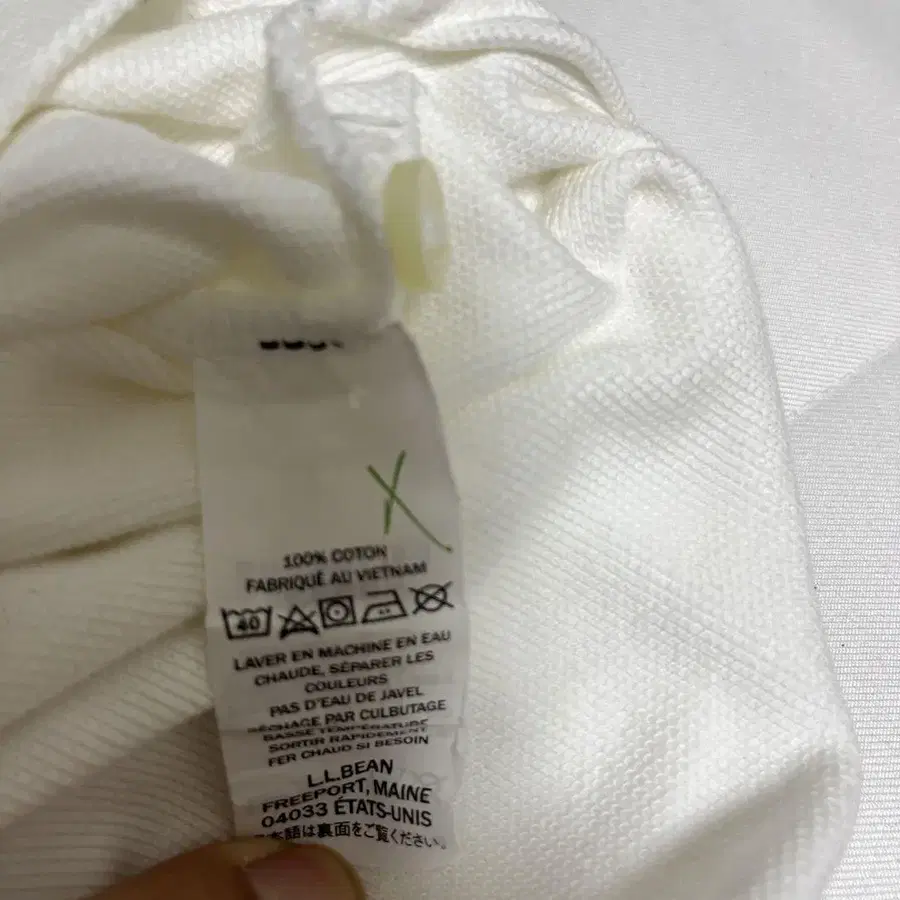 X
100% COTON
FABRIQUÉ AU VIETNAM
40
LAVER EN MACHINE EN EAU
CHAUDE, SÉPARER LES
COULEURS
PAS D'EAU DE JAVEL
SÉCHAGE PAR CULBUTAGE
BASSE TEMPÉRATURE
SORTIR RAPIDEMENT
FER CHAUD SI BESOIN
L.L.BEAN
FREEPORT, MAINE
04033 ÉTATS-UNIS
日本語は裏面をご覧ください。